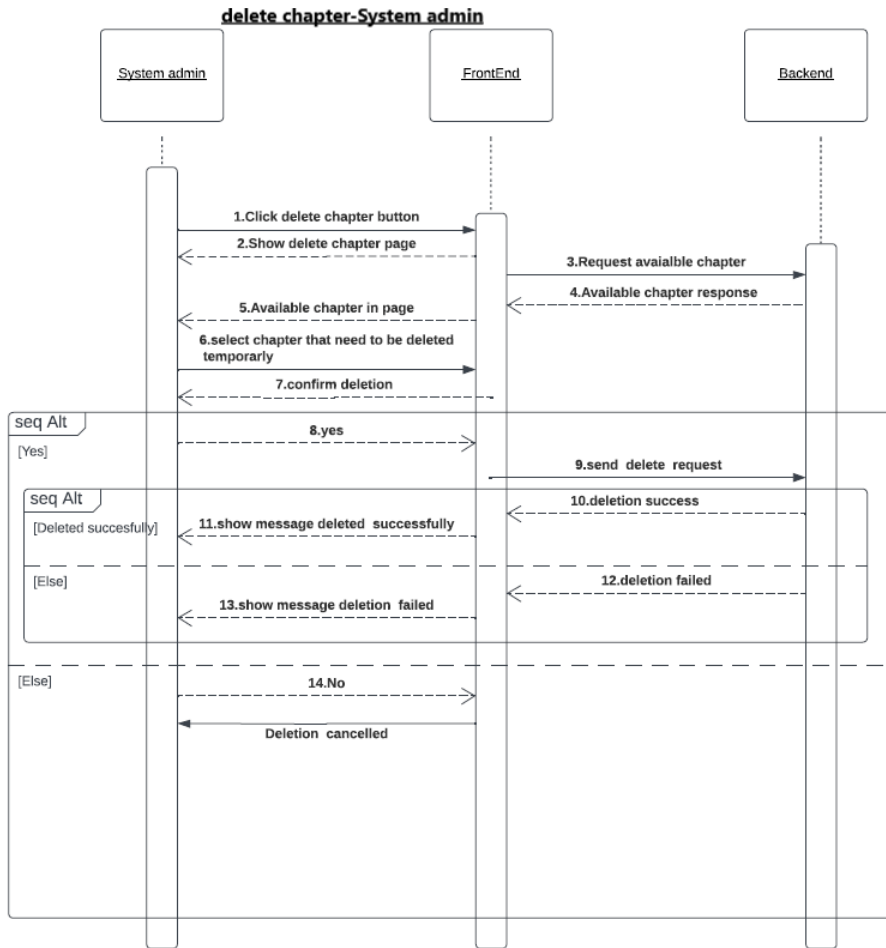 delete chapter-System admin
System admin
FrontEnd
Backend
1.Click delete chapter button
2.Show delete chapter page
3.Request avaialble chapter
4.Available chapter response
5.Available chapter in page
6.select chapter that need to be deleted
temporarly
7.confirm deletion
seq Alt
8.yes
[Yes]
9.send delete request
seq Alt
10.deletion success
[Deleted succesfully]
11.show message deleted successfully
[Else]
12.deletion failed
13.show message deletion failed
[Else]
14.No
Deletion cancelled